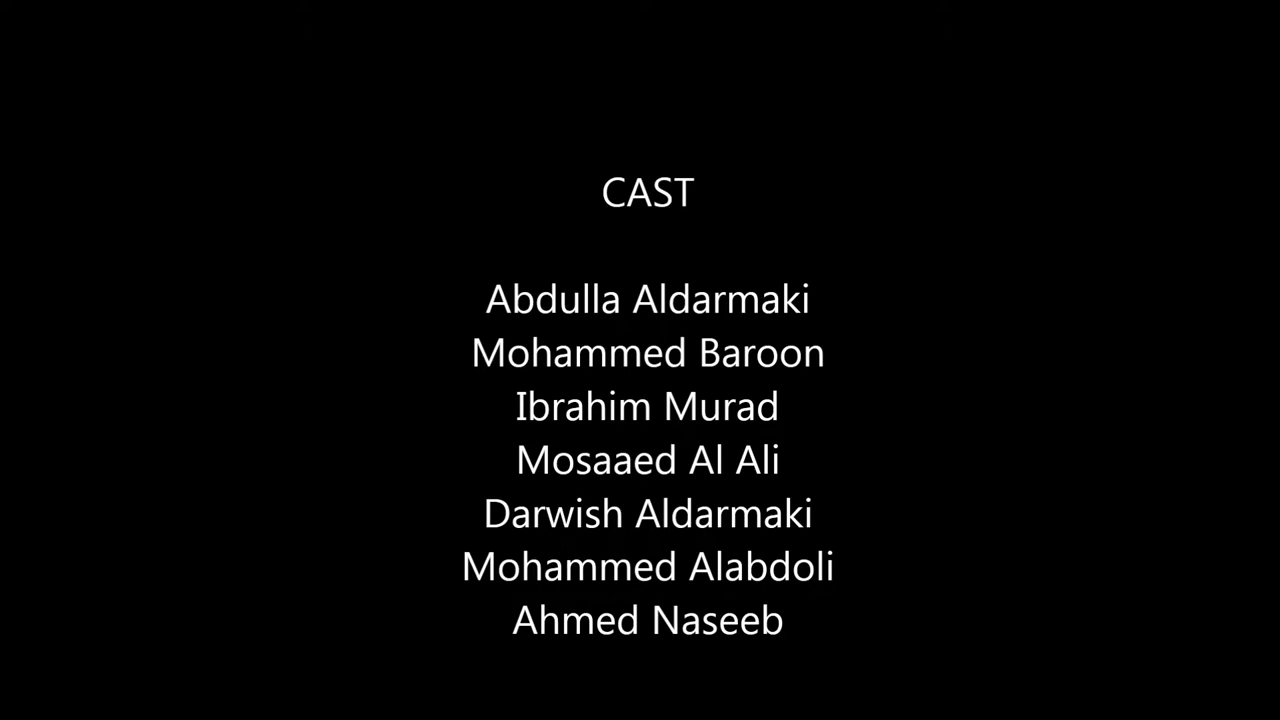 CAST
Abdulla Aldarmaki
Mohammed Baroon
Ibrahim Murad
Mosaaed Al Ali
Darwish Aldarmaki
Mohammed Alabdoli
Ahmed Naseeb